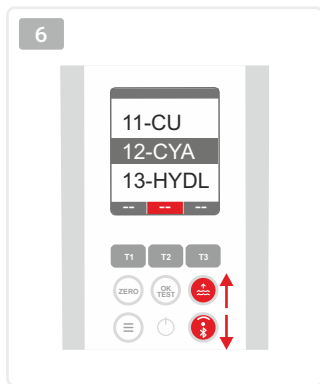 6
11-CU
12-CYA
13-HYDL
-- -- --
T1 T2 T3
ZERO OK TEST